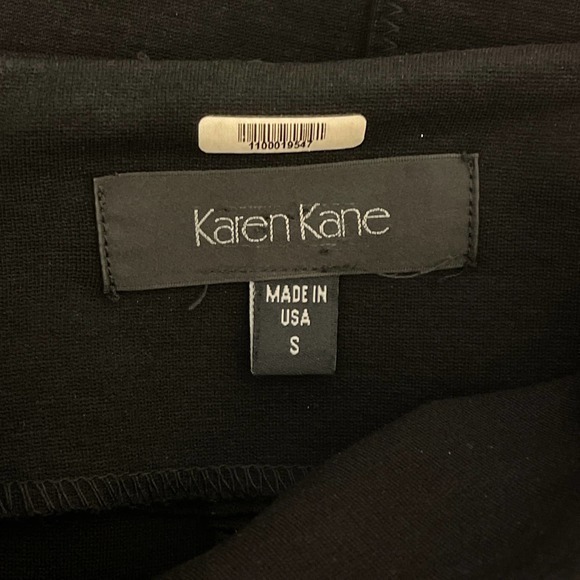 1100019547
Karen Kane
MADE IN
USA
S